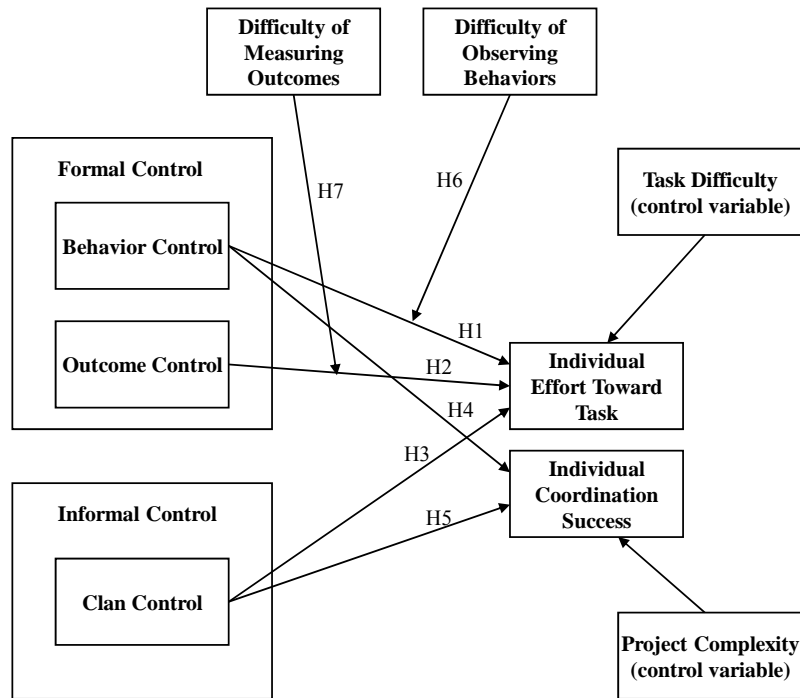 Difficulty of
Measuring
Outcomes
Difficulty of
Observing
Behaviors
Formal Control
H7
H6
Task Difficulty
(control variable)
Behavior Control
H1
Outcome Control
H2
Individual
Effort Toward
Task
H4
H3
Informal Control
Individual
Coordination
Success
H5
Clan Control
Project Complexity
(control variable)